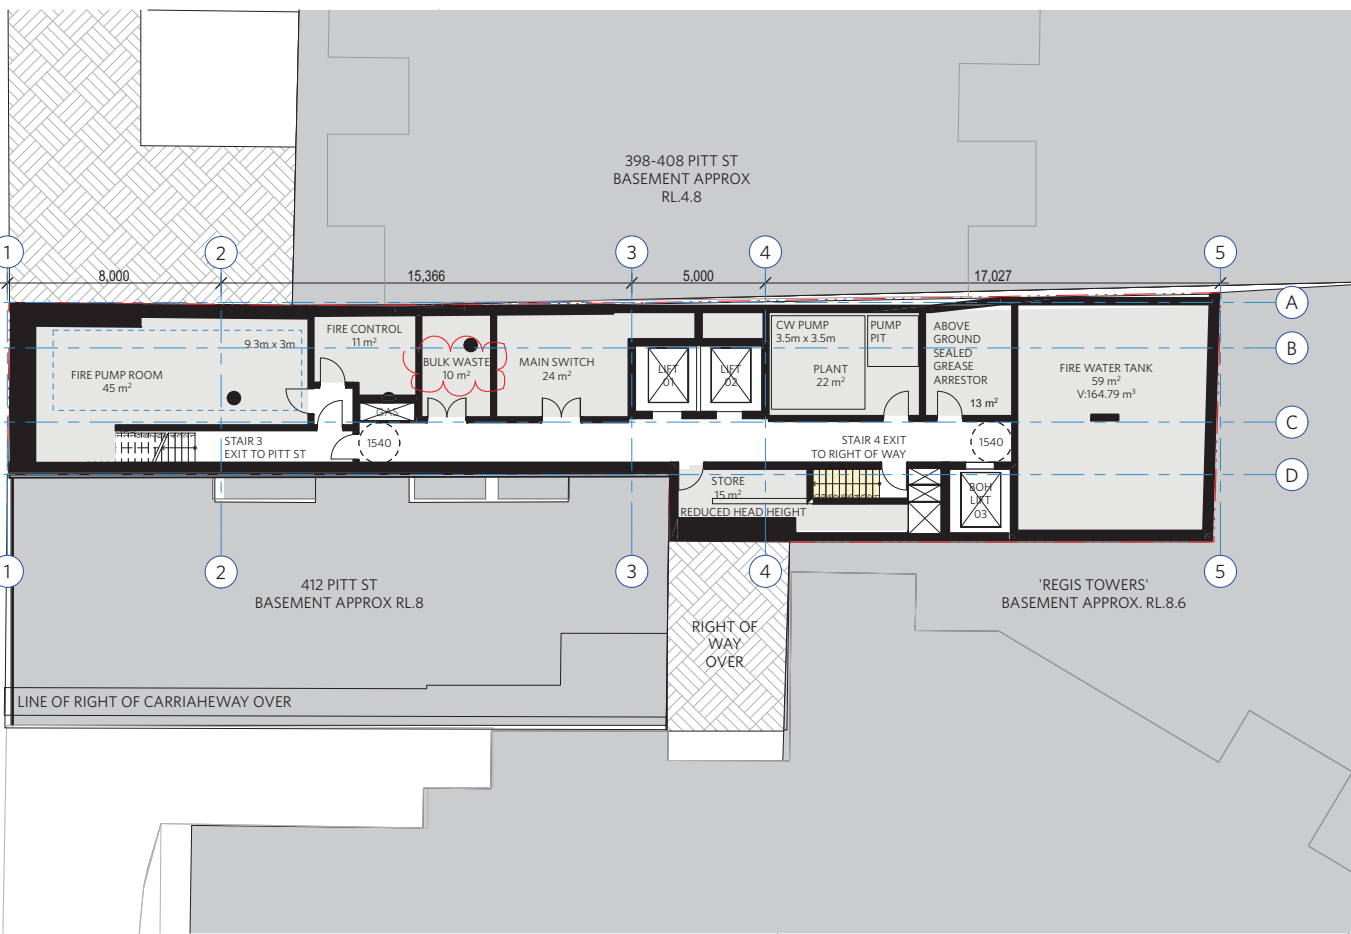 398-408 PITT ST
BASEMENT APPROX
RL.4.8
1
2
3
4
5
8,000
15,366
5,000
17,027
A
B
C
D
9.3m x 3m
FIRE PUMP ROOM
45 m²
FIRE CONTROL
11 m²
GAS
BULK WASTE
10 m²
MAIN SWITCH
24 m²
LIFT
01
LIFT
02
CW PUMP
3.5m x 3.5m
PUMP
PIT
PLANT
22 m²
ABOVE
GROUND
SEALED
GREASE
ARRESTOR
13 m²
FIRE WATER TANK
59 m²
V:164.79 m³
STAIR 3
EXIT TO PITT ST
1540
STAIR 4 EXIT
TO RIGHT OF WAY
1540
STORE
15 m²
REDUCED HEAD HEIGHT
BOH
LIFT
03
1
2
3
4
5
412 PITT ST
BASEMENT APPROX RL.8
'REGIS TOWERS'
BASEMENT APPROX. RL.8.6
RIGHT OF
WAY
OVER
LINE OF RIGHT OF CARRIAHEWAY OVER